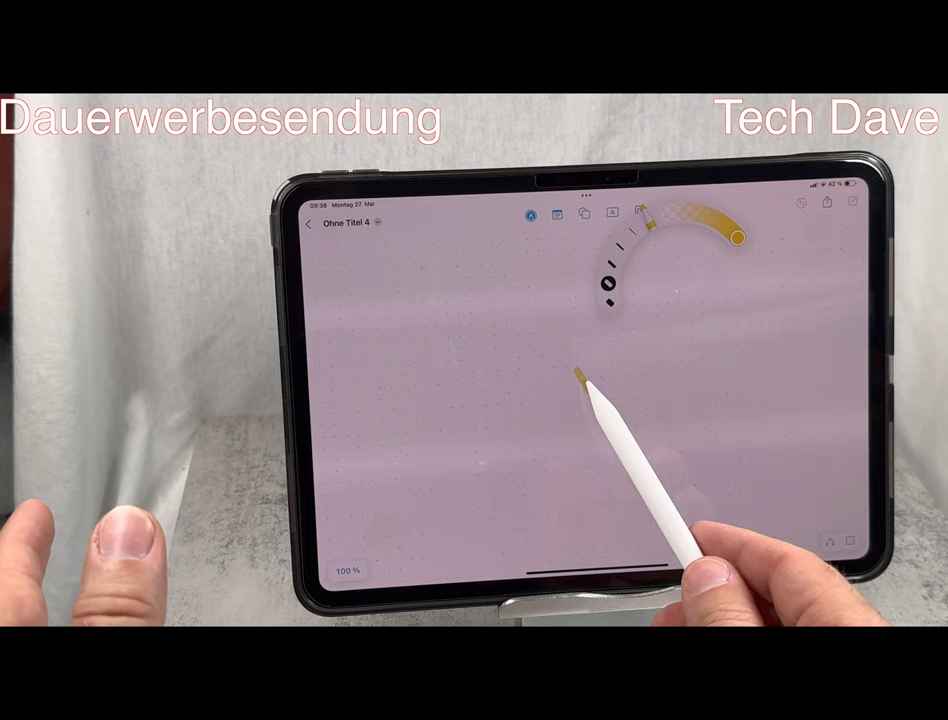 Dauerwerbesendung
Tech Dave
09:38 Montag 27. Mai
42 %
Ohne Titel 4
A
100 %